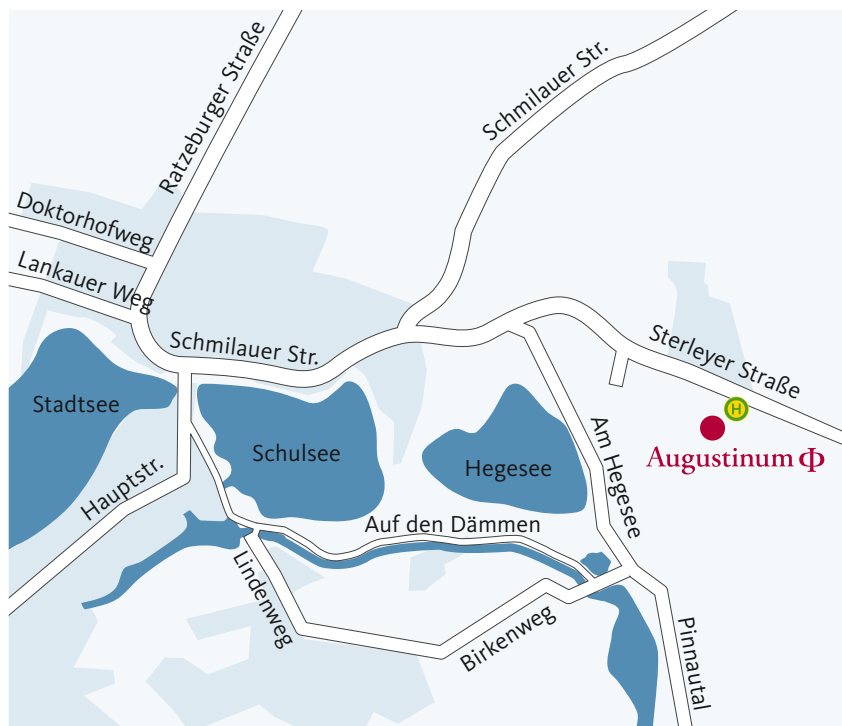 Ratzeburger Straße
Schmilauer Str.
Doktorhofweg
Lankauer Weg
Schmilauer Str.
Sterleyer Straße
Stadtsee
H
Schulsee
Hegesee
Am Hegesee
Augustinum Φ
Hauptstr.
Auf den Dämmen
Lindenweg
Birkenweg
Pinnautal